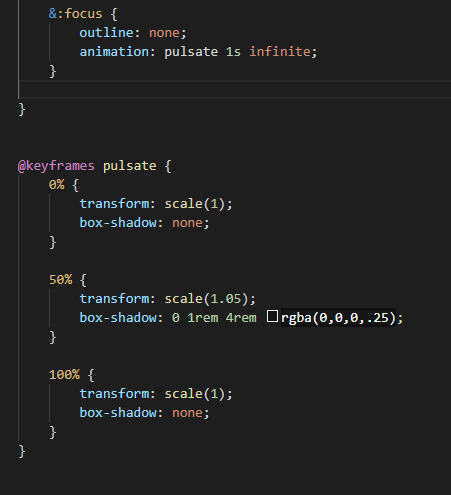 &:focus {
outline: none;
animation: pulsate 1s infinite;
}
}
@keyframes pulsate {
0% {
transform: scale(1);
box-shadow: none;
}
50% {
transform: scale(1.05);
box-shadow: 0 1rem 4rem rgba(0,0,0,.25);
}
100% {
transform: scale(1);
box-shadow: none;
}
}